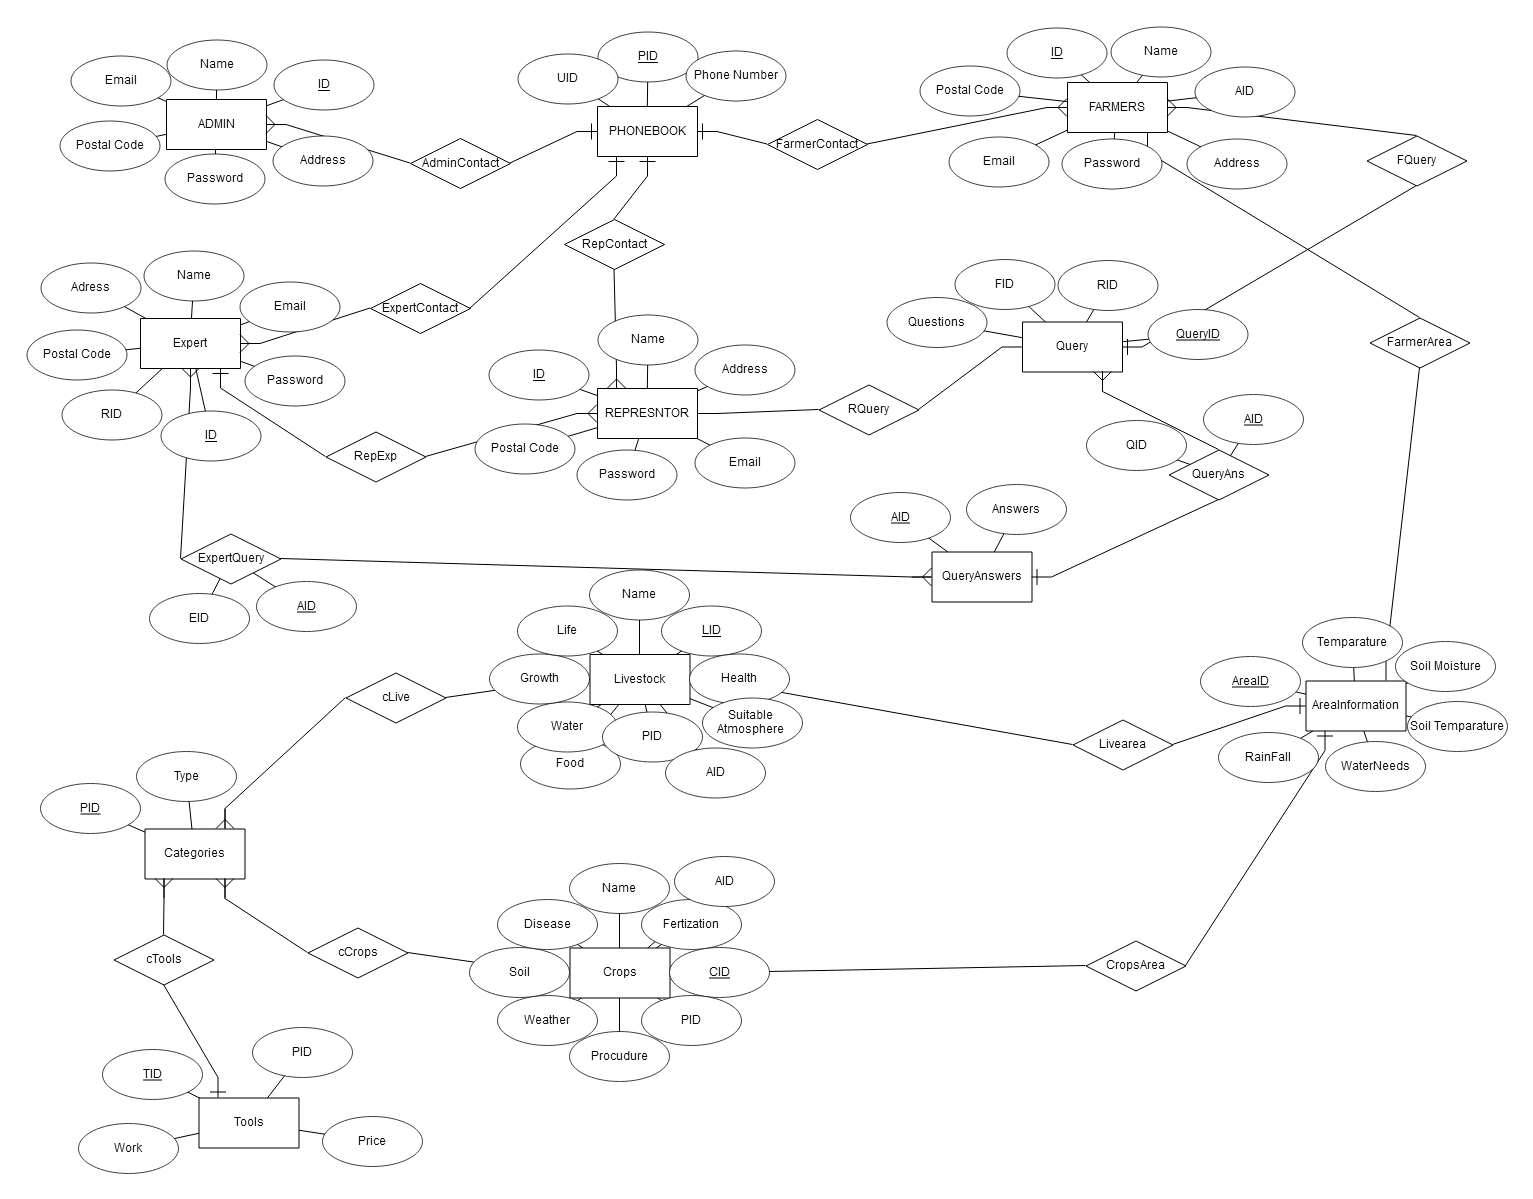 Name
Email
ID
ADMIN
Postal Code
Address
Password
AdminContact
UID
PID
Phone Number
PHONEBOOK
FarmerContact
ID
Name
Postal Code
AID
FARMERS
Email
Password
Address
FQuery
RepContact
Name
Adress
Email
Expert
Postal Code
Password
RID
ID
ExpertContact
RepExp
Name
ID
Address
REPRESNTOR
Postal Code
Password
Email
RQuery
FID
RID
Questions
QueryID
Query
FarmerArea
AID
QID
QueryAns
AID
Answers
QueryAnswers
ExpertQuery
EID
AID
Name
Life
LID
Growth
Livestock
Health
Water
PID
Suitable
Atmosphere
Food
AID
cLive
Livearea
Temparature
Soil Moisture
AreaID
AreaInformation
Soil Temparature
RainFall
WaterNeeds
Type
PID
Categories
cTools
cCrops
Name
AID
Disease
Fertization
Soil
Crops
CID
Weather
PID
Procudure
CropsArea
PID
TID
Tools
Work
Price